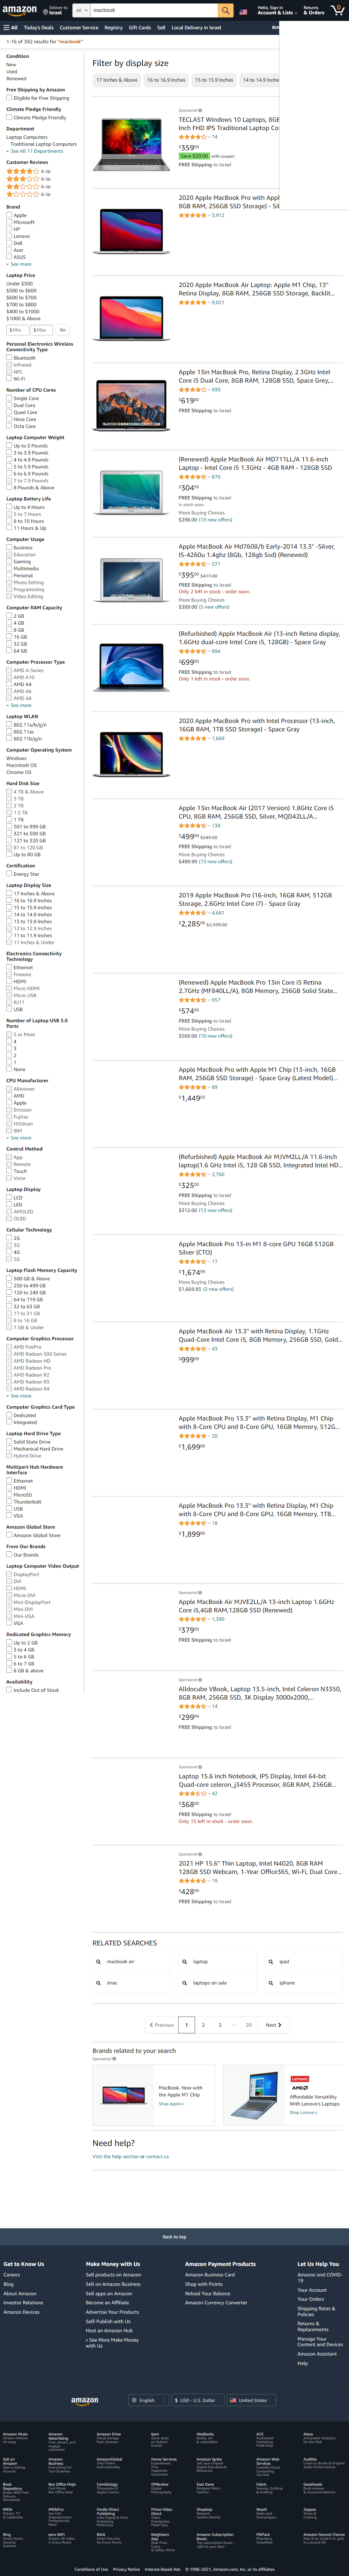 amazon
Deliver to
Israel
All
macbook
Hello, Sign in
Account & Lists
Returns
& Orders
0
All
Today's Deals
Customer Service
Registry
Gift Cards
Sell
Local Delivery in Israel
1-16 of 382 results for "macbook"
Condition
New
Used
Renewed
Free Shipping by Amazon
Eligible for Free Shipping
Climate Pledge Friendly
Climate Pledge Friendly
Department
Laptop Computers
Traditional Laptop Computers
See All 11 Departments
Customer Reviews
& Up
& Up
& Up
& Up
Brand
Apple
Microsoft
HP
Lenovo
Dell
Acer
ASUS
See more
Laptop Price
Under $500
$500 to $600
$600 to $700
$700 to $800
$800 to $1000
$1000 & Above
$ Min
$ Max
Go
Personal Electronics Wireless
Connectivity Type
Bluetooth
Infrared
NFC
Wi-Fi
Number of CPU Cores
Single Core
Dual Core
Quad Core
Hexa Core
Octa Core
Laptop Computer Weight
Up to 3 Pounds
3 to 3.9 Pounds
4 to 4.9 Pounds
5 to 5.9 Pounds
6 to 6.9 Pounds
7 to 7.9 Pounds
8 Pounds & Above
Laptop Battery Life
Up to 4 Hours
5 to 7 Hours
8 to 10 Hours
11 Hours & Up
Computer Usage
Business
Education
Gaming
Multimedia
Personal
Photo Editing
Programming
Video Editing
Computer RAM Capacity
2 GB
4 GB
8 GB
16 GB
32 GB
64 GB
Computer Processor Type
AMD A-Series
AMD A10
AMD A4
AMD A6
AMD A8
See more
Laptop WLAN
802.11a/b/g/n
802.11ac
802.11b/g/n
Computer Operating System
Windows
Macintosh OS
Chrome OS
Hard Disk Size
4 TB & Above
3 TB
2 TB
1.5 TB
1 TB
501 to 999 GB
321 to 500 GB
121 to 320 GB
81 to 120 GB
Up to 80 GB
Certification
Energy Star
Laptop Display Size
17 Inches & Above
16 to 16.9 Inches
15 to 15.9 Inches
14 to 14.9 Inches
13 to 13.9 Inches
12 to 12.9 Inches
11 to 11.9 Inches
11 Inches & Under
Electronics Connectivity
Technology
Ethernet
Firewire
HDMI
Micro HDMI
Micro USB
RJ11
USB
Number of Laptop USB 3.0
Ports
5 or More
4
3
2
1
None
CPU Manufacturer
ABwinner
AMD
Apple
Ericsson
Fujitsu
HiSilicon
IBM
See more
Control Method
App
Remote
Touch
Voice
Laptop Display
LCD
LED
AMOLED
OLED
Cellular Technology
2G
3G
4G
5G
Laptop Flash Memory Capacity
500 GB & Above
250 to 499 GB
120 to 249 GB
64 to 119 GB
32 to 63 GB
17 to 31 GB
8 to 16 GB
7 GB & Under
Computer Graphics Processor
AMD FirePro
AMD Radeon 500 Series
AMD Radeon HD
AMD Radeon Pro
AMD Radeon R2
AMD Radeon R3
AMD Radeon R4
See more
Computer Graphics Card Type
Dedicated
Integrated
Laptop Hard Drive Type
Solid State Drive
Mechanical Hard Drive
Hybrid Drive
Multiport Hub Hardware
Interface
Ethernet
HDMI
MicroSD
Thunderbolt
USB
VGA
Amazon Global Store
Amazon Global Store
From Our Brands
Our Brands
Laptop Computer Video Output
DisplayPort
DVI
HDMI
Micro-DVI
Mini-DisplayPort
Mini-DVI
Mini-VGA
VGA
Dedicated Graphics Memory
Up to 2 GB
3 to 4 GB
5 to 6 GB
6 to 7 GB
8 GB & above
Availability
Include Out of Stock
Filter by display size
17 Inches & Above
16 to 16.9 Inches
15 to 15.9 Inches
14 to 14.9 Inche
Sponsored
TECLAST Windows 10 Laptops, 8GB
Inch FHD IPS Traditional Laptop Co
14
$359⁹⁹
Save $20.00 with coupon
FREE Shipping to Israel
2020 Apple MacBook Pro with Appl
8GB RAM, 256GB SSD Storage) - Sil
3,912
2020 Apple MacBook Air Laptop: Apple M1 Chip, 13"
Retina Display, 8GB RAM, 256GB SSD Storage, Backlit...
9,021
Apple 13in MacBook Pro, Retina Display, 2.3GHz Intel
Core i5 Dual Core, 8GB RAM, 128GB SSD, Space Grey,...
930
$619⁰⁰
FREE Shipping to Israel
(Renewed) Apple MacBook Air MD711LL/A 11.6-inch
Laptop - Intel Core i5 1.3GHz - 4GB RAM - 128GB SSD
870
FREE Shipping to Israel
More Buying Choices
$298.00 (13 new offers)
Apple MacBook Air Md760ll/b Early-2014 13.3" -Silver,
I5-4260u 1.4ghz (8Gb, 128gb Ssd) (Renewed)
571
$395⁰⁰ $417.00
FREE Shipping to Israel
Only 2 left in stock - order soon.
More Buying Choices
$389.00 (5 new offers)
(Refurbished) Apple MacBook Air (13-inch Retina display,
1.6GHz dual-core Intel Core i5, 128GB) - Space Gray
894
$699⁰⁰
FREE Shipping to Israel
Only 1 left in stock - order soon.
2020 Apple MacBook Pro with Intel Processor (13-inch,
16GB RAM, 1TB SSD Storage) - Space Gray
1,669
Apple 13in MacBook Air (2017 Version) 1.8GHz Core i5
CPU, 8GB RAM, 256GB SSD, Silver, MQD42LL/A...
136
$499⁹⁹ $549.00
FREE Shipping to Israel
More Buying Choices
$489.99 (13 new offers)
2019 Apple MacBook Pro (16-inch, 16GB RAM, 512GB
Storage, 2.6GHz Intel Core i7) - Space Gray
4,681
$2,285⁰⁰ $2,399.00
(Renewed) Apple MacBook Pro 13in Core i5 Retina
2.7GHz (MF840LL/A), 8GB Memory, 256GB Solid State...
957
$574⁹⁹
FREE Shipping to Israel
More Buying Choices
$569.00 (10 new offers)
Apple MacBook Pro with Apple M1 Chip (13-inch, 16GB
RAM, 256GB SSD Storage) - Space Gray (Latest Model)...
89
(Refurbished) Apple MacBook Air MJVM2LL/A 11.6-Inch
laptop(1.6 GHz Intel i5, 128 GB SSD, Integrated Intel HD...
2,760
$325⁰⁰
FREE Shipping to Israel
More Buying Choices
$312.00 (12 new offers)
Apple MacBook Pro 13-in M1 8-core GPU 16GB 512GB
Silver (CTO)
17
$1,674⁹⁹
More Buying Choices
$1,669.85 (3 new offers)
Apple MacBook Air 13.3" with Retina Display, 1.1GHz
Quad-Core Intel Core i5, 8GB Memory, 256GB SSD, Gold...
43
$999⁹⁹
Apple MacBook Pro 13.3" with Retina Display, M1 Chip
with 8-Core CPU and 8-Core GPU, 16GB Memory, 512G...
20
$1,699⁰⁰
Apple MacBook Pro 13.3" with Retina Display, M1 Chip
with 8-Core CPU and 8-Core GPU, 16GB Memory, 1TB...
18
$1,899⁰⁰
Sponsored
Apple MacBook Air MJVE2LL/A 13-inch Laptop 1.6GHz
Core i5,4GB RAM,128GB SSD (Renewed)
1,390
$379⁰⁰
FREE Shipping to Israel
Sponsored
Alldocube VBook, Laptop 13.5-inch, Intel Celeron N3350,
8GB RAM, 256GB SSD, 3K Display 3000x2000,...
14
$299⁹⁹
FREE Shipping to Israel
Sponsored
Laptop 15.6 inch Notebook, IPS Display, Intel 64-bit
Quad-core celeron_j3455 Processor, 8GB RAM, 256GB...
42
$368⁰⁰
FREE Shipping to Israel
Only 15 left in stock - order soon.
Sponsored
2021 HP 15.6" Thin Laptop, Intel N4020, 8GB RAM
128GB SSD Webcam, 1-Year Office365, Wi-Fi, Dual Core...
19
$428⁹⁹
FREE Shipping to Israel
RELATED SEARCHES
macbook air
laptop
ipad
imac
laptops on sale
iphone
Previous
1
2
3
...
20
Next
Brands related to your search
Sponsored
MacBook. Now with
the Apple M1 Chip
Shop Apple ›
Lenovo
AMD
Affordable Versatility
With Lenovo's Laptops
Shop Lenovo ›
Need help?
Visit the help section or contact us
Back to top
Get to Know Us
Careers
Blog
About Amazon
Investor Relations
Amazon Devices
Make Money with Us
Sell products on Amazon
Sell on Amazon Business
Sell apps on Amazon
Become an Affiliate
Advertise Your Products
Self-Publish with Us
Host an Amazon Hub
› See More Make Money
with Us
Amazon Payment Products
Amazon Business Card
Shop with Points
Reload Your Balance
Amazon Currency Converter
Let Us Help You
Amazon and COVID-
19
Your Account
Your Orders
Shipping Rates &
Policies
Returns &
Replacements
Manage Your
Content and Devices
Amazon Assistant
Help
amazon
English
$ USD - U.S. Dollar
United States
Conditions of Use
Privacy Notice
Interest-Based Ads
© 1996-2021, Amazon.com, Inc. or its affiliates